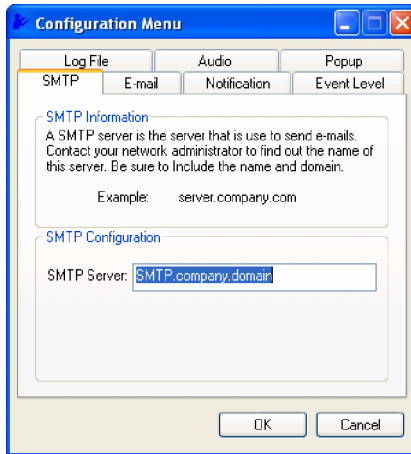 Configuration Menu
Log File Audio Popup
SMTP E-mail Notification Event Level
SMTP Information
A SMTP server is the server that is use to send e-mails.
Contact your network administrator to find out the name of
this server. Be sure to Include the name and domain.
Example: server.company.com
SMTP Configuration
SMTP Server: SMTP.company.domain
OK Cancel